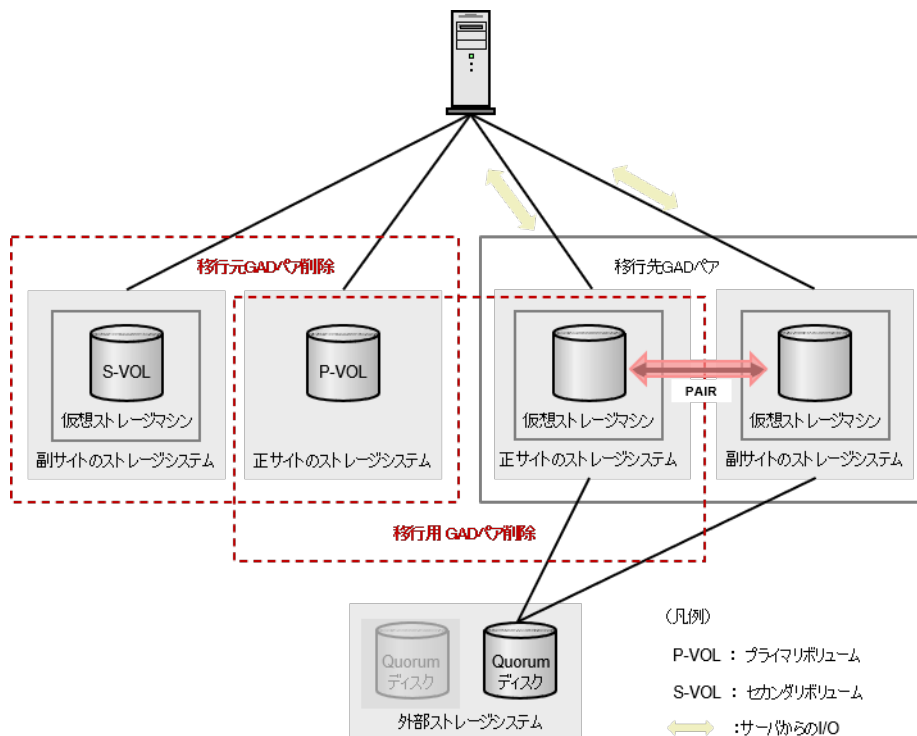 移行元GADペア削除
移行先GADペア
S-VOL
P-VOL
PAIR
仮想ストレージマシン
仮想ストレージマシン
仮想ストレージマシン
副サイトのストレージシステム
正サイトのストレージシステム
正サイトのストレージシステム
副サイトのストレージシステム
移行用 GADペア削除
Quorum
ディスク
Quorum
ディスク
外部ストレージシステム
(凡例)
P-VOL : プライマリボリューム
S-VOL : セカンダリボリューム
:サーバからのI/O